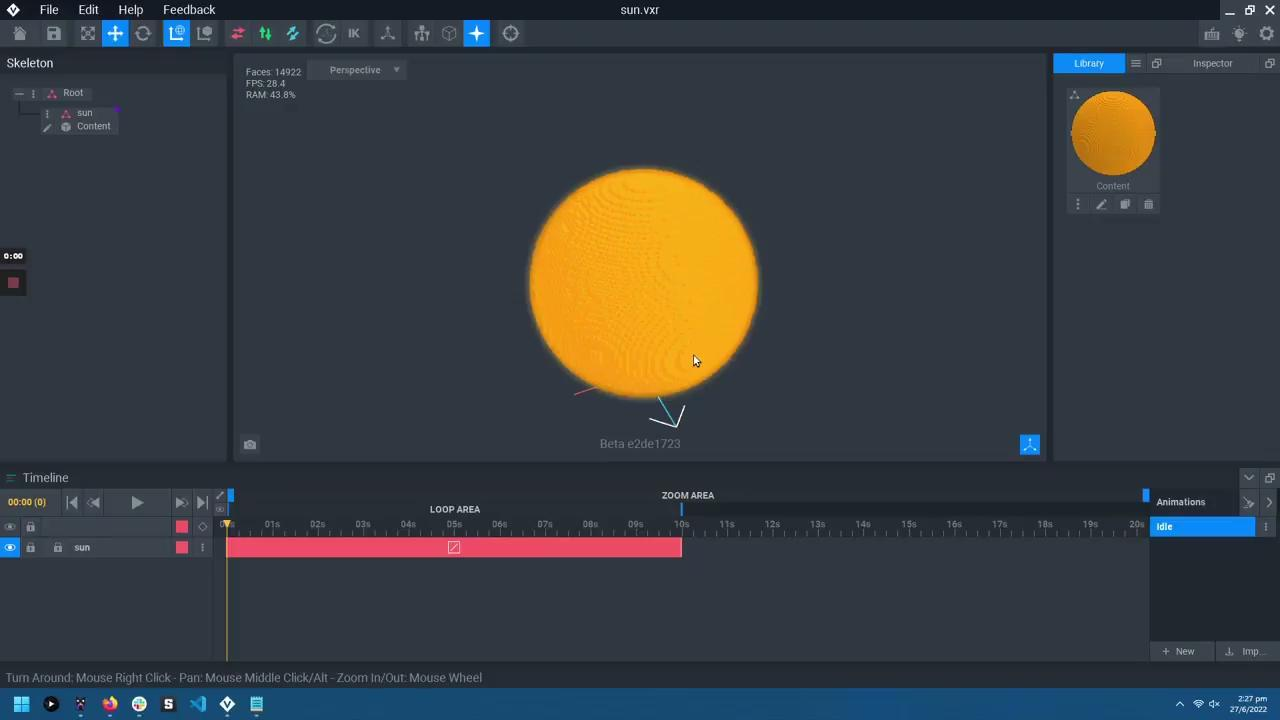 File Edit Help Feedback
sun.vxr
IK
Skeleton
Root
sun
Content
0:00
Faces: 14922
FPS: 28.4
RAM: 43.8%
Perspective
Beta e2de1723
Library
Inspector
Content
Timeline
00:00 (0)
ZOOM AREA
LOOP AREA
01s 02s 03s 04s 05s 06s 07s 08s 09s 10s 11s 12s 13s 14s 15s 16s 17s 18s 19s 20s
sun
Animations
Idle
New
Imp...
Turn Around: Mouse Right Click - Pan: Mouse Middle Click/Alt - Zoom In/Out: Mouse Wheel
2:27 pm
27/6/2022